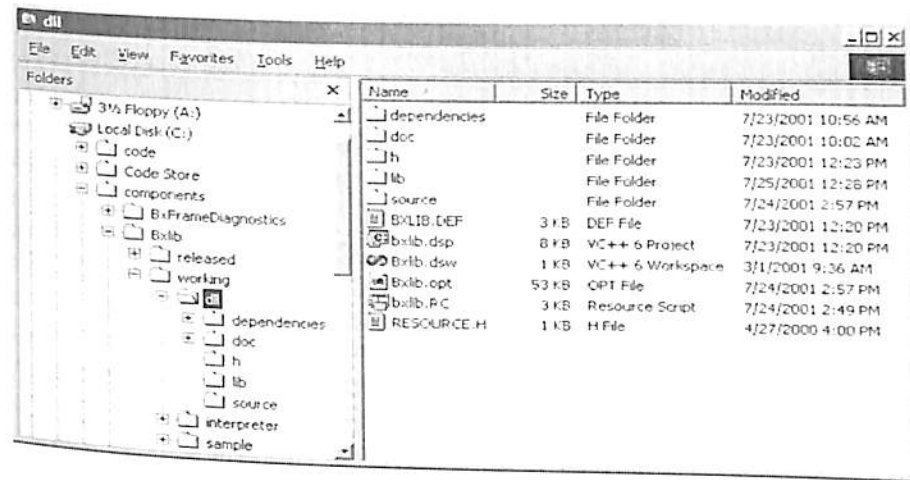 dll
File Edit View Favorites Tools Help
Folders
3½ Floppy (A:)
Local Disk (C:)
code
Code Store
components
BxFrameDiagnostics
Bxlib
released
working
dll
dependencies
doc
h
lib
source
interpreter
sample
Name Size Type Modified
dependencies File Folder 7/23/2001 10:56 AM
doc File Folder 7/23/2001 10:02 AM
h File Folder 7/23/2001 12:23 PM
lib File Folder 7/25/2001 12:28 PM
source File Folder 7/24/2001 2:57 PM
BXLIB.DEF 3 KB DEF File 7/23/2001 12:20 PM
bxlib.dsp 8 KB VC++ 6 Project 7/23/2001 12:20 PM
Bxlib.dsw 1 KB VC++ 6 Workspace 3/1/2001 9:36 AM
Bxlib.opt 53 KB OPT File 7/24/2001 2:57 PM
bxlib.RC 3 KB Resource Script 7/24/2001 2:49 PM
RESOURCE.H 1 KB H File 4/27/2000 4:00 PM